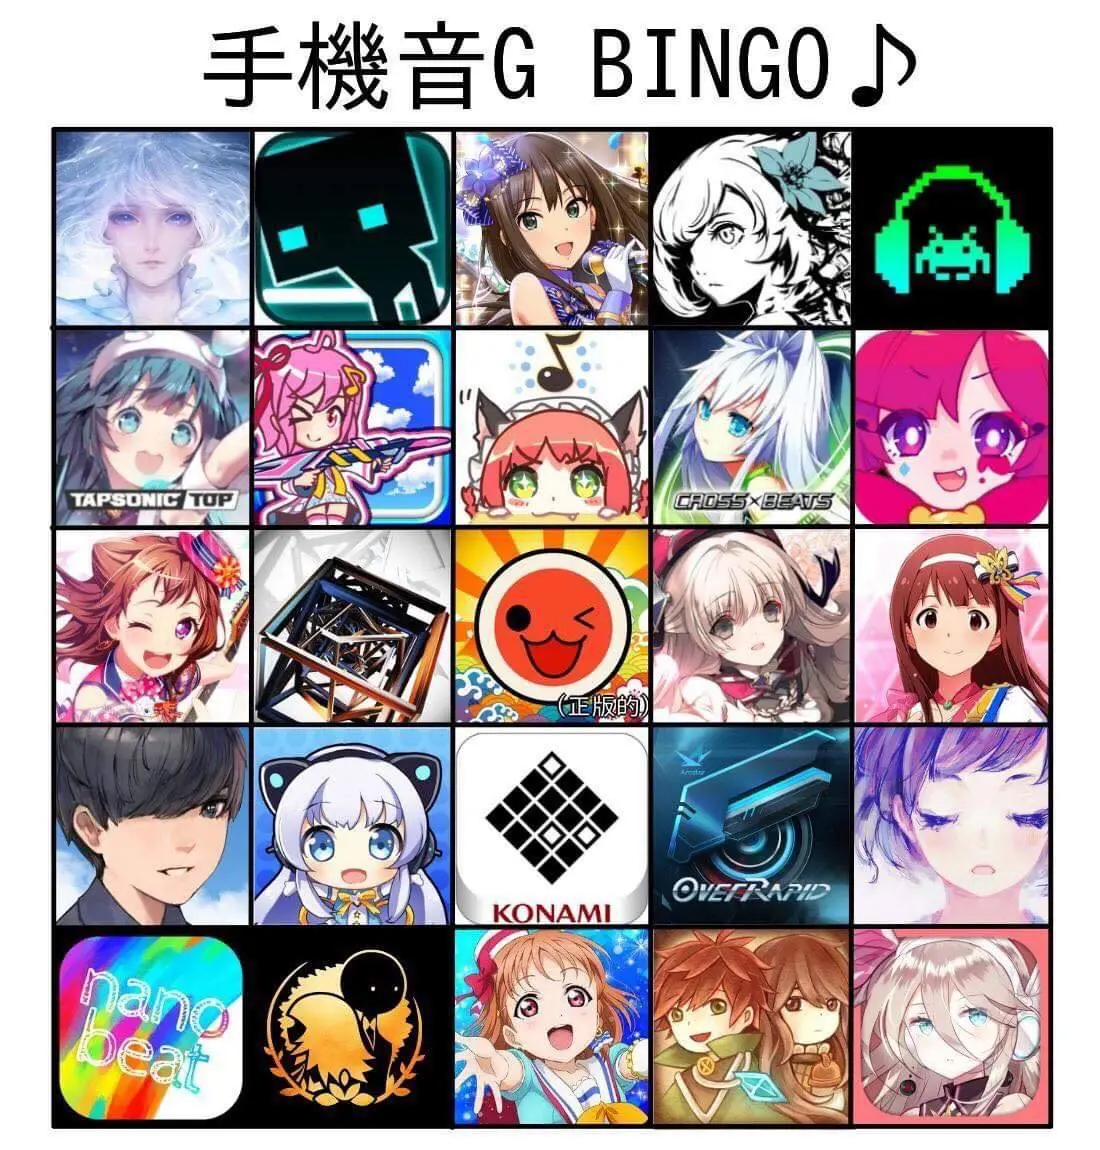 手機音G BINGO♪
TAPSONIC TOP
CROSS×BEATS
(正版的)
KONAMI
OVERRAPID
nano
beat